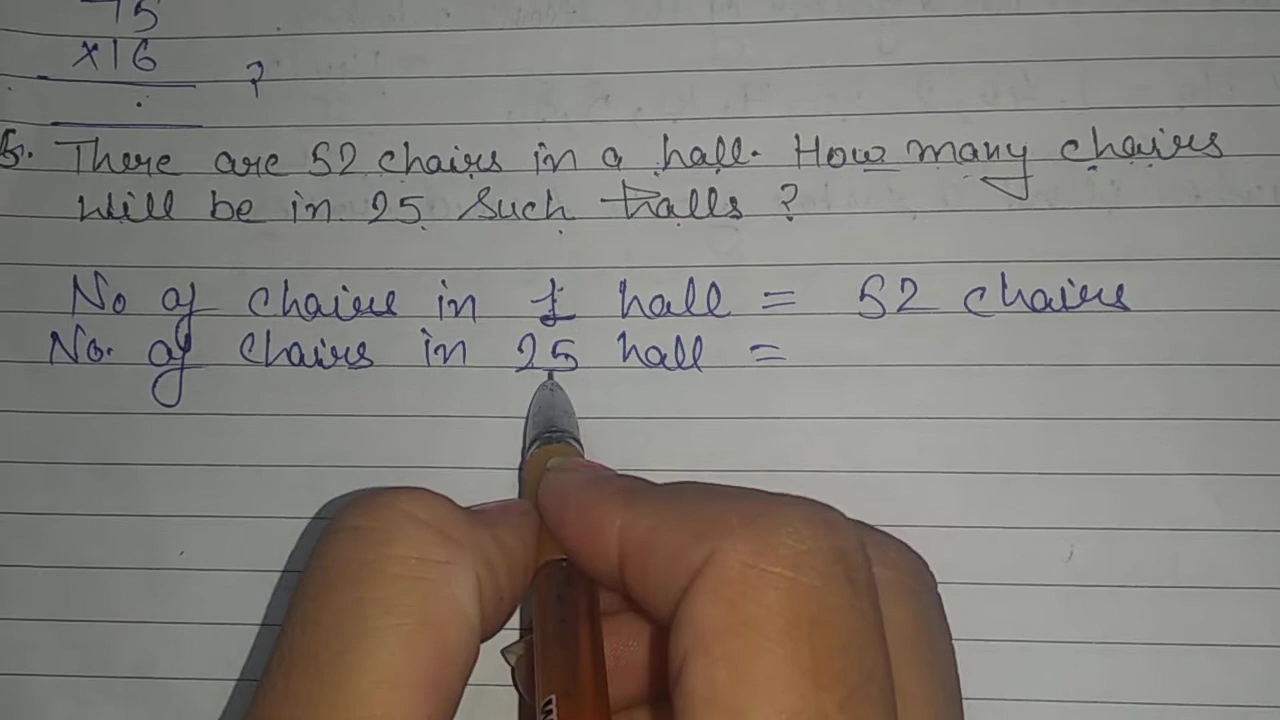 75
×16
?
5. There are 52 chairs in a hall. How many chairs
will be in 25 such halls ?
No of chairs in 1 hall = 52 chairs
No. of chairs in 25 hall =